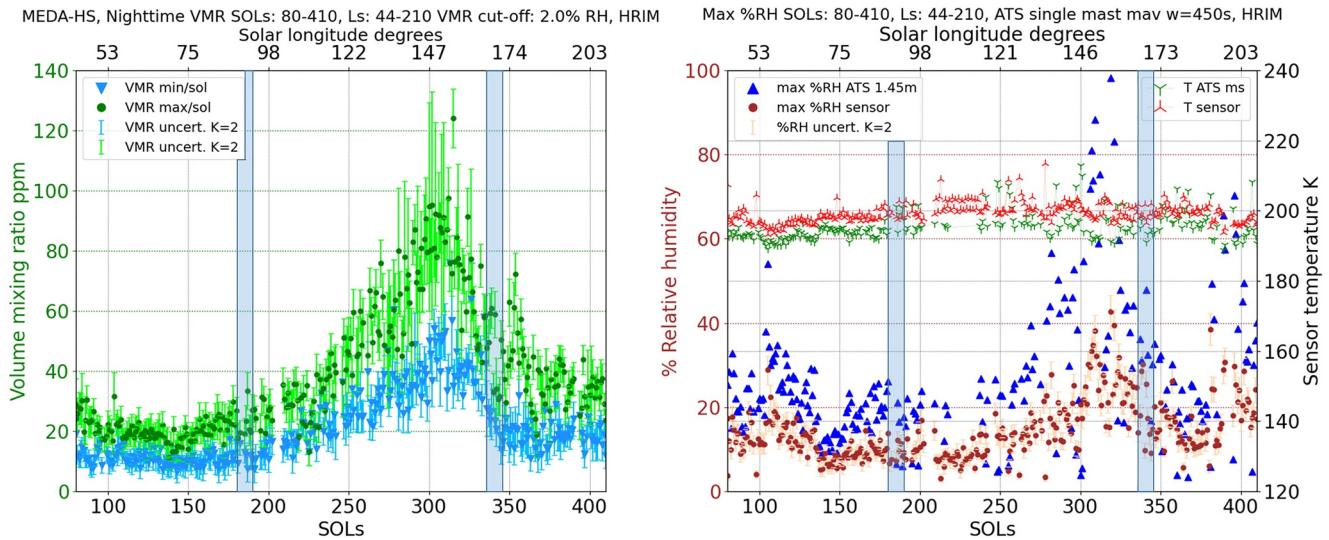 MEDA-HS, Nighttime VMR SOLs: 80-410, Ls: 44-210 VMR cut-off: 2.0% RH, HRIM
Solar longitude degrees
53 75 98 122 147 174 203
140
120
100
80
60
40
20
0
Volume mixing ratio ppm
VMR min/sol
VMR max/sol
VMR uncert. K=2
VMR uncert. K=2
100 150 200 250 300 350 400
SOLs
Max %RH SOLs: 80-410, Ls: 44-210, ATS single mast mav w=450s, HRIM
Solar longitude degrees
53 75 98 121 146 173 203
100
80
60
40
20
0
% Relative humidity
max %RH ATS 1.45m
max %RH sensor
%RH uncert. K=2
T ATS ms
T sensor
240
220
200
180
160
140
120
Sensor temperature K
100 150 200 250 300 350 400
SOLs